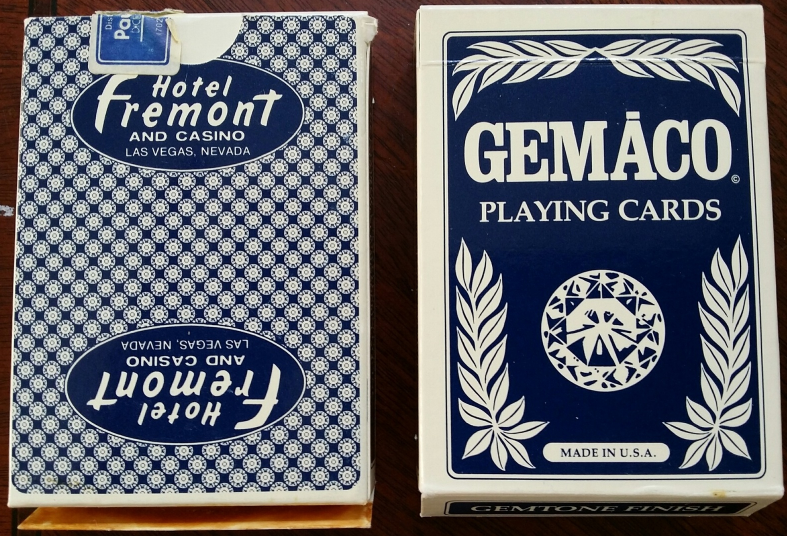 Hotel
Fremont
AND CASINO
LAS VEGAS, NEVADA
LAS VEGAS, NEVADA
AND CASINO
Fremont
Hotel
GEMĀCO©
PLAYING CARDS
MADE IN U.S.A.
GEMTONE FINISH